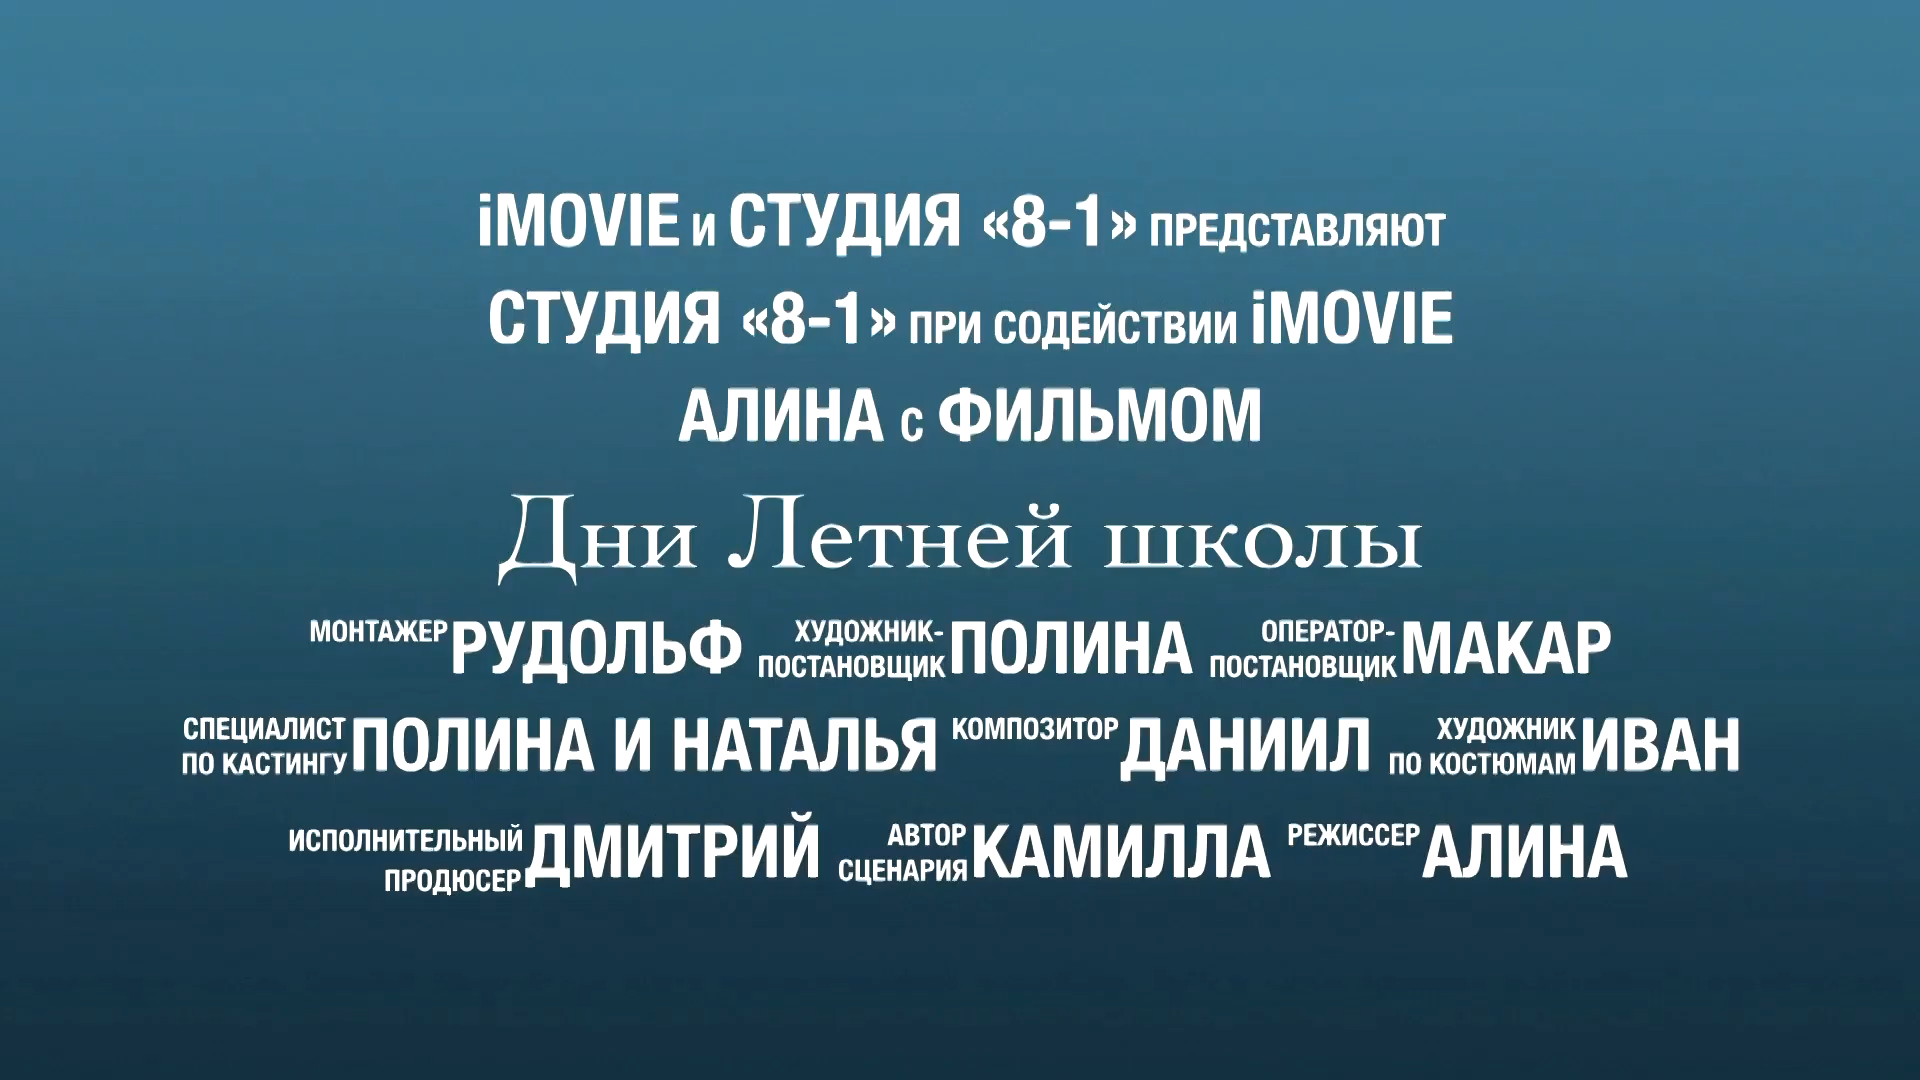 iMOVIE и СТУДИЯ «8-1» ПРЕДСТАВЛЯЮТ
СТУДИЯ «8-1» ПРИ СОДЕЙСТВИИ iMOVIE
АЛИНА с ФИЛЬМОМ
Дни Летней школы
МОНТАЖЕР РУДОЛЬФ ХУДОЖНИК-ПОСТАНОВЩИК ПОЛИНА ОПЕРАТОР-ПОСТАНОВЩИК МАКАР
СПЕЦИАЛИСТ ПО КАСТИНГУ ПОЛИНА И НАТАЛЬЯ КОМПОЗИТОР ДАНИИЛ ХУДОЖНИК ПО КОСТЮМАМ ИВАН
ИСПОЛНИТЕЛЬНЫЙ ПРОДЮСЕР ДМИТРИЙ АВТОР СЦЕНАРИЯ КАМИЛЛА РЕЖИССЕР АЛИНА